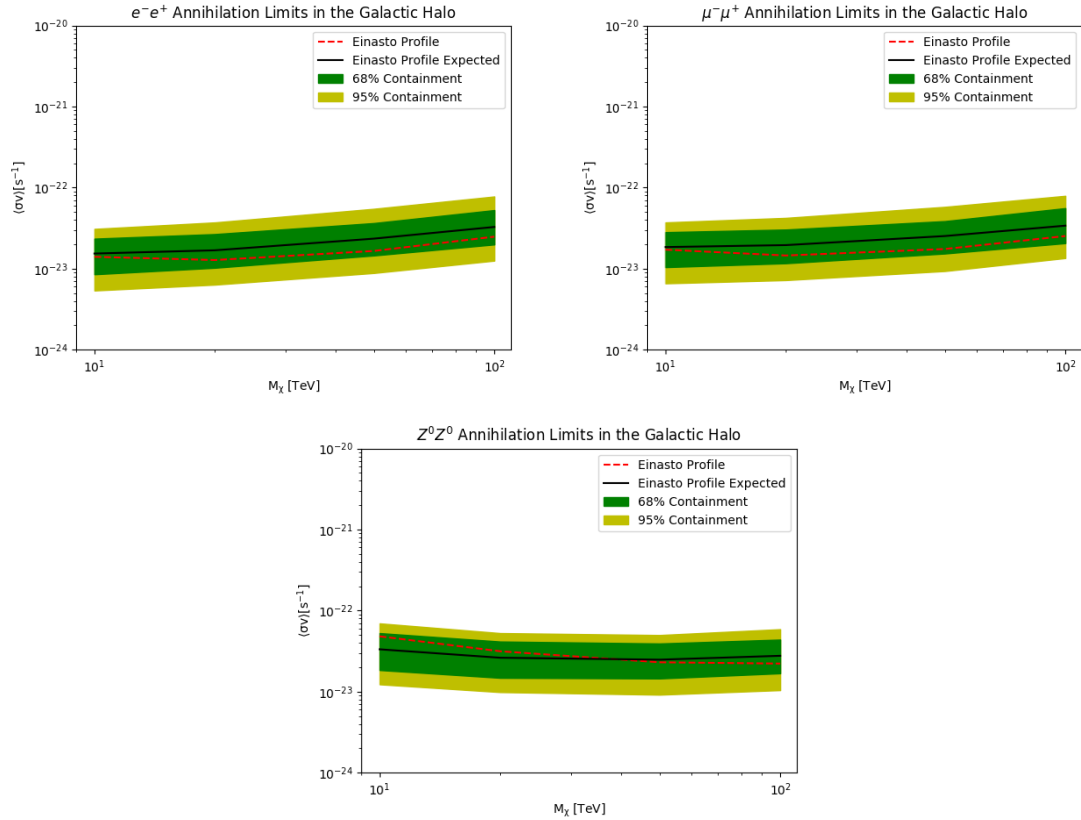 e⁻e⁺ Annihilation Limits in the Galactic Halo
10⁻²⁰
10⁻²¹
10⁻²²
10⁻²³
10⁻²⁴
⟨σv⟩[s⁻¹]
Einasto Profile
Einasto Profile Expected
68% Containment
95% Containment
10¹
10²
Mχ [TeV]
μ⁻μ⁺ Annihilation Limits in the Galactic Halo
10⁻²⁰
10⁻²¹
10⁻²²
10⁻²³
10⁻²⁴
⟨σv⟩[s⁻¹]
Einasto Profile
Einasto Profile Expected
68% Containment
95% Containment
10¹
10²
Mχ [TeV]
Z⁰Z⁰ Annihilation Limits in the Galactic Halo
10⁻²⁰
10⁻²¹
10⁻²²
10⁻²³
10⁻²⁴
⟨σv⟩[s⁻¹]
Einasto Profile
Einasto Profile Expected
68% Containment
95% Containment
10¹
10²
Mχ [TeV]